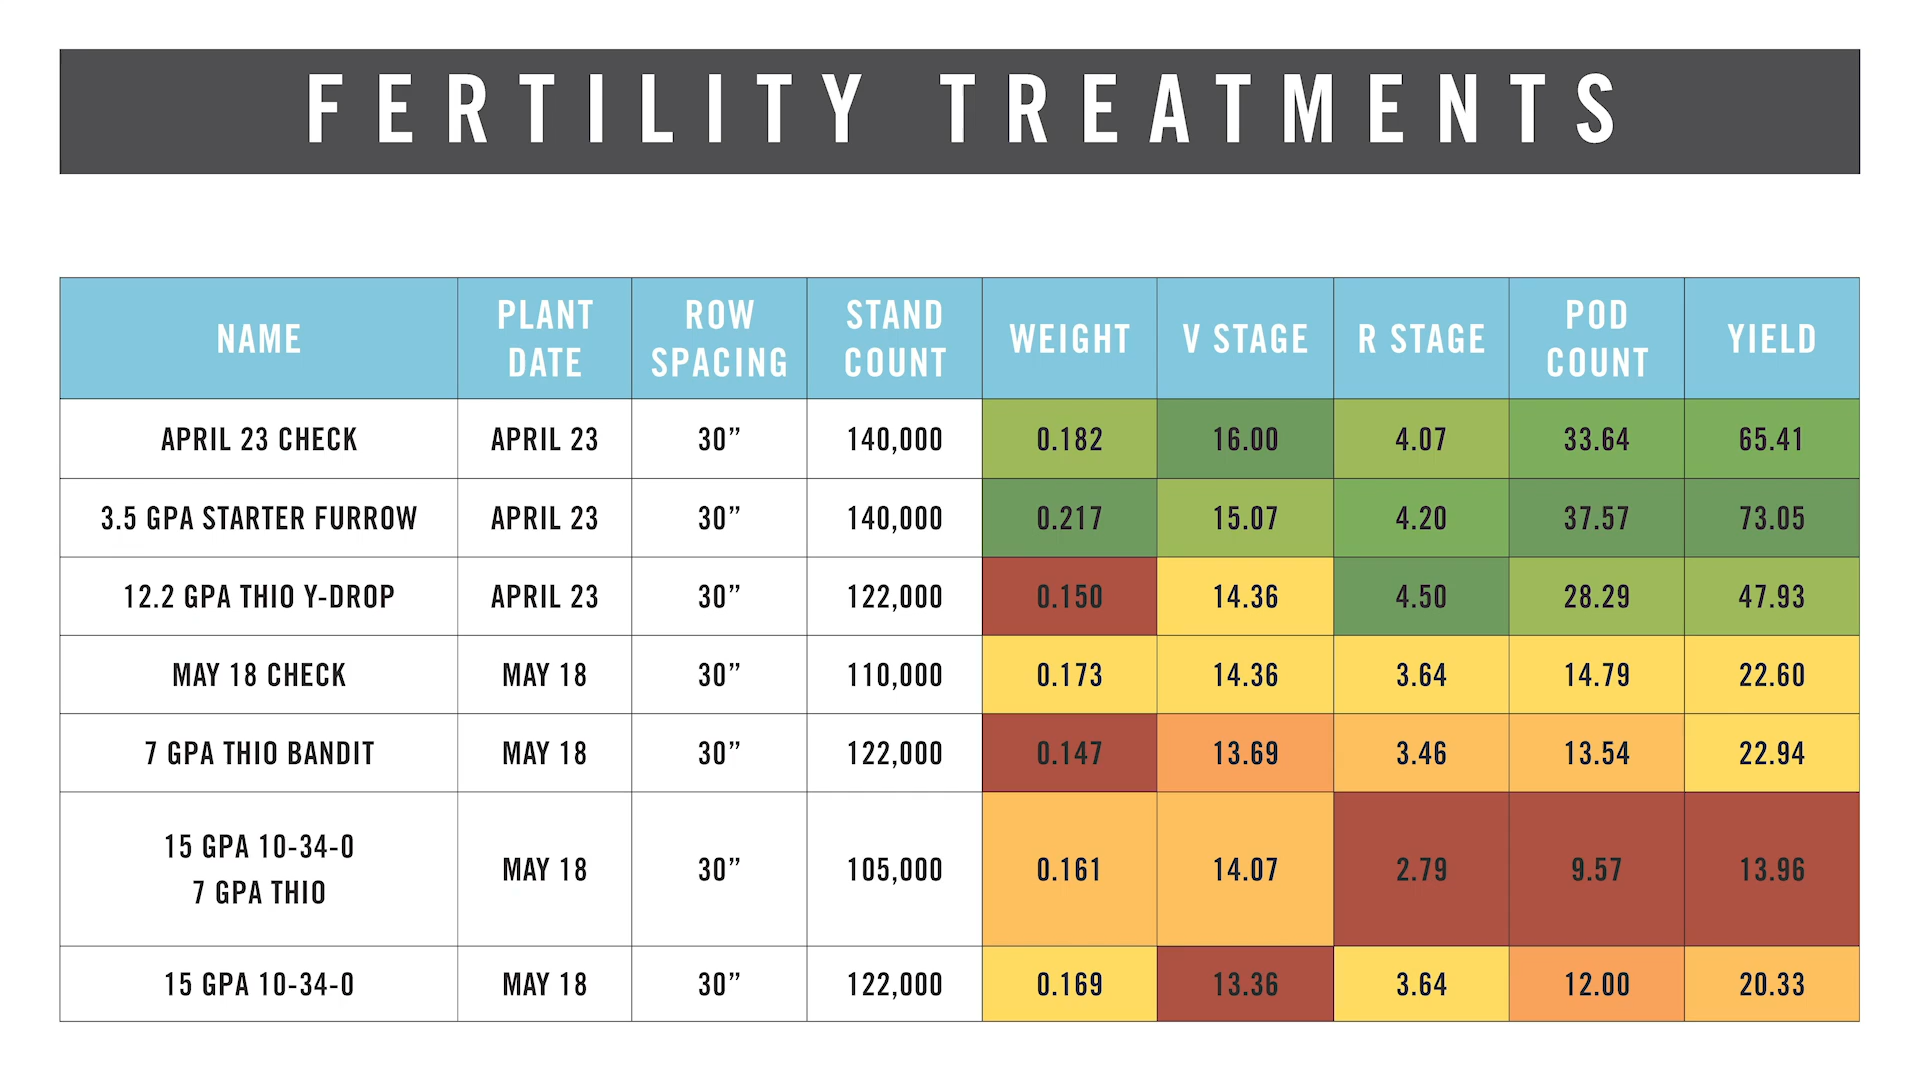 FERTILITY TREATMENTS
NAME PLANT DATE ROW SPACING STAND COUNT WEIGHT V STAGE R STAGE POD COUNT YIELD
APRIL 23 CHECK APRIL 23 30” 140,000 0.182 16.00 4.07 33.64 65.41
3.5 GPA STARTER FURROW APRIL 23 30” 140,000 0.217 15.07 4.20 37.57 73.05
12.2 GPA THIO Y-DROP APRIL 23 30” 122,000 0.150 14.36 4.50 28.29 47.93
MAY 18 CHECK MAY 18 30” 110,000 0.173 14.36 3.64 14.79 22.60
7 GPA THIO BANDIT MAY 18 30” 122,000 0.147 13.69 3.46 13.54 22.94
15 GPA 10-34-0
7 GPA THIO MAY 18 30” 105,000 0.161 14.07 2.79 9.57 13.96
15 GPA 10-34-0 MAY 18 30” 122,000 0.169 13.36 3.64 12.00 20.33